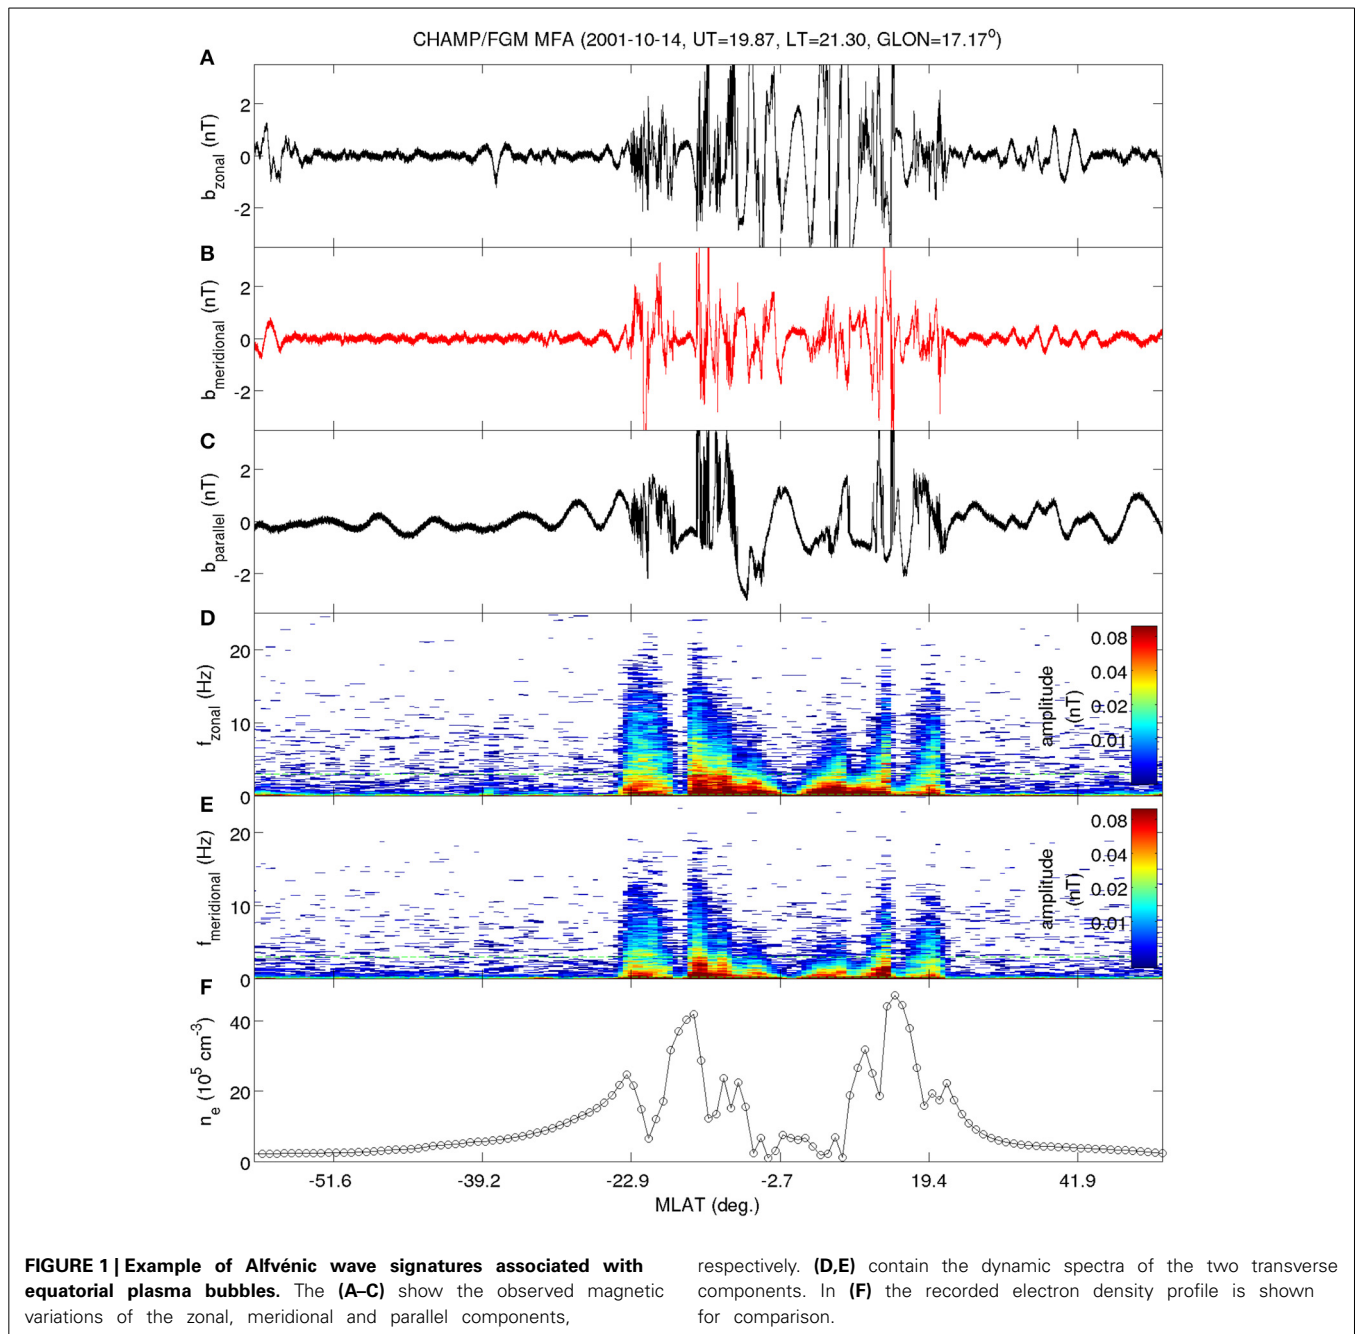 CHAMP/FGM MFA (2001-10-14, UT=19.87, LT=21.30, GLON=17.17⁰)
A
b_zonal (nT)
2
0
-2
B
b_meridional (nT)
2
0
-2
C
b_parallel (nT)
2
0
-2
D
f_zonal (Hz)
20
10
0
amplitude
(nT)
0.08
0.04
0.02
0.01
E
f_meridional (Hz)
20
10
0
amplitude
(nT)
0.08
0.04
0.02
0.01
F
n_e (10⁵ cm⁻³)
40
20
0
-51.6 -39.2 -22.9 -2.7 19.4 41.9
MLAT (deg.)
FIGURE 1 | Example of Alfvénic wave signatures associated with
equatorial plasma bubbles. The (A–C) show the observed magnetic
variations of the zonal, meridional and parallel components,
respectively. (D,E) contain the dynamic spectra of the two transverse
components. In (F) the recorded electron density profile is shown
for comparison.